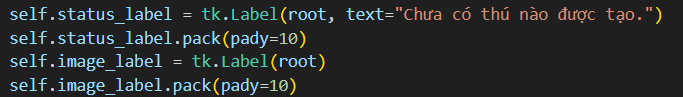 self.status_label = tk.Label(root, text="Chưa có thú nào được tạo.")
self.status_label.pack(pady=10)
self.image_label = tk.Label(root)
self.image_label.pack(pady=10)